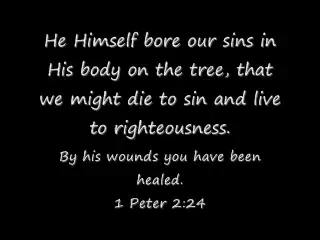 He Himself bore our sins in
His body on the tree, that
we might die to sin and live
to righteousness.
By his wounds you have been
healed.
1 Peter 2:24